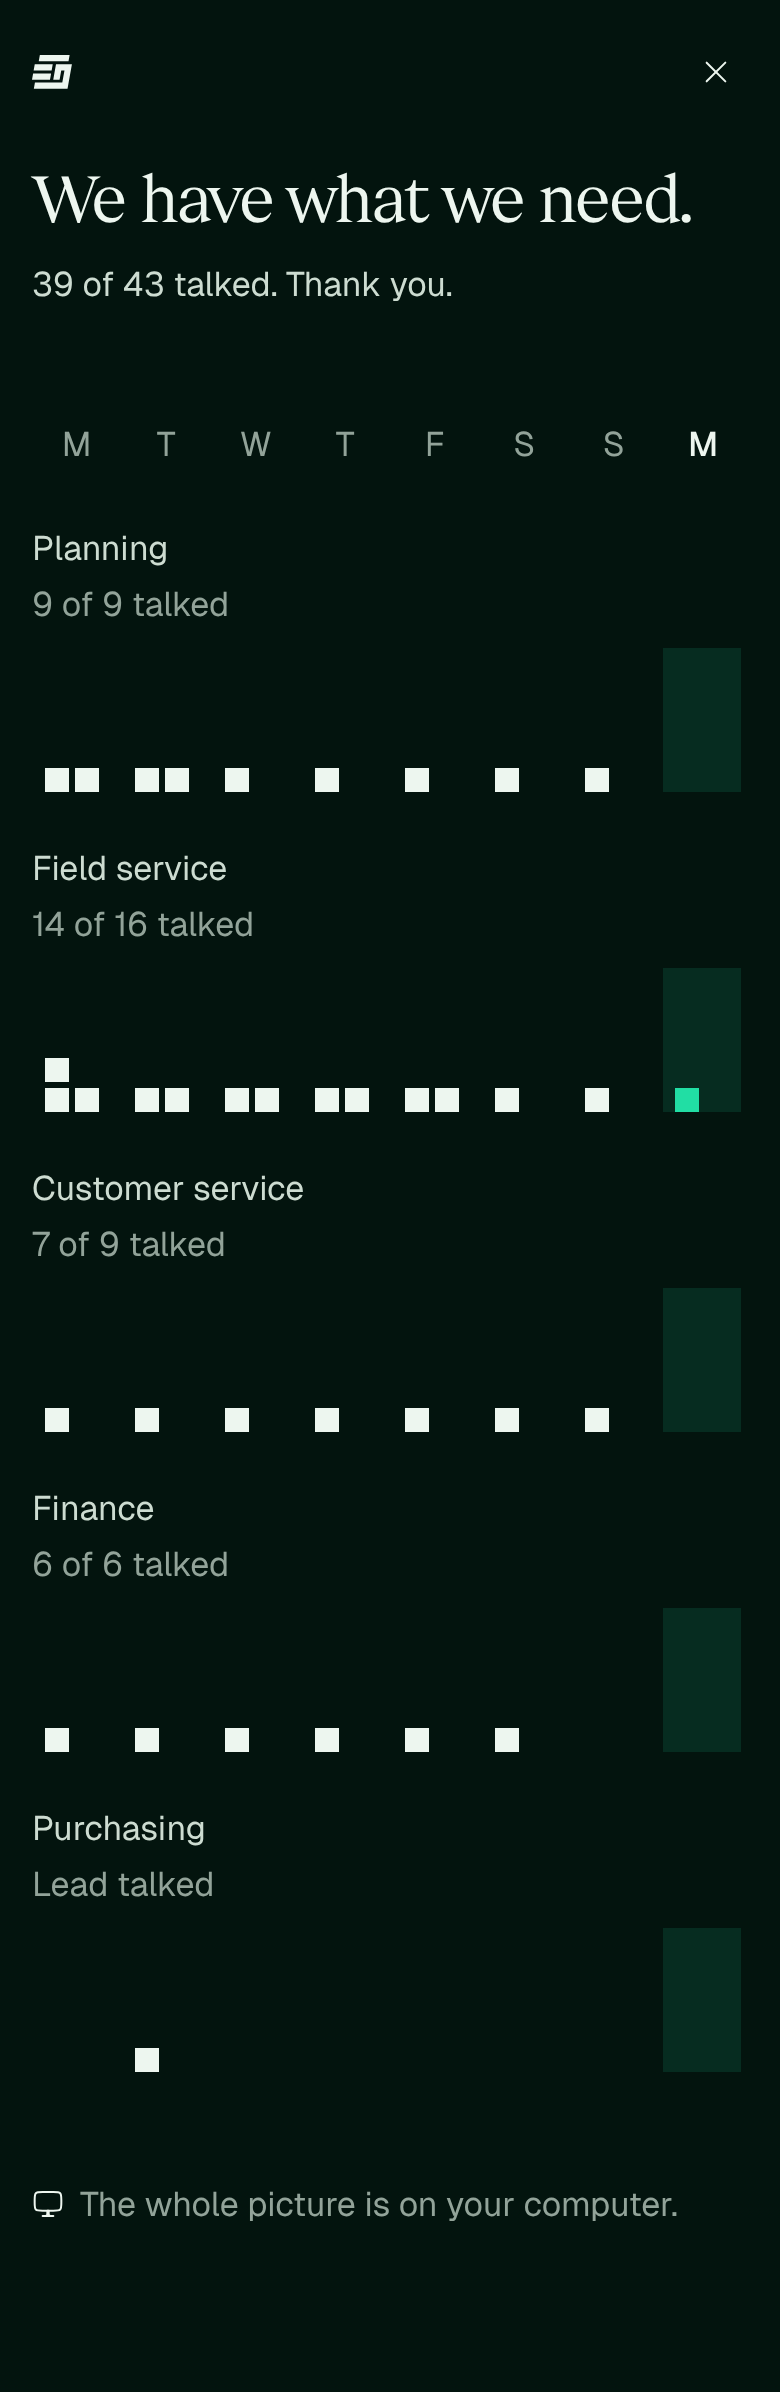 We have what we need.
39 of 43 talked. Thank you.
M T W T F S S M
Planning
9 of 9 talked
Field service
14 of 16 talked
Customer service
7 of 9 talked
Finance
6 of 6 talked
Purchasing
Lead talked
The whole picture is on your computer.